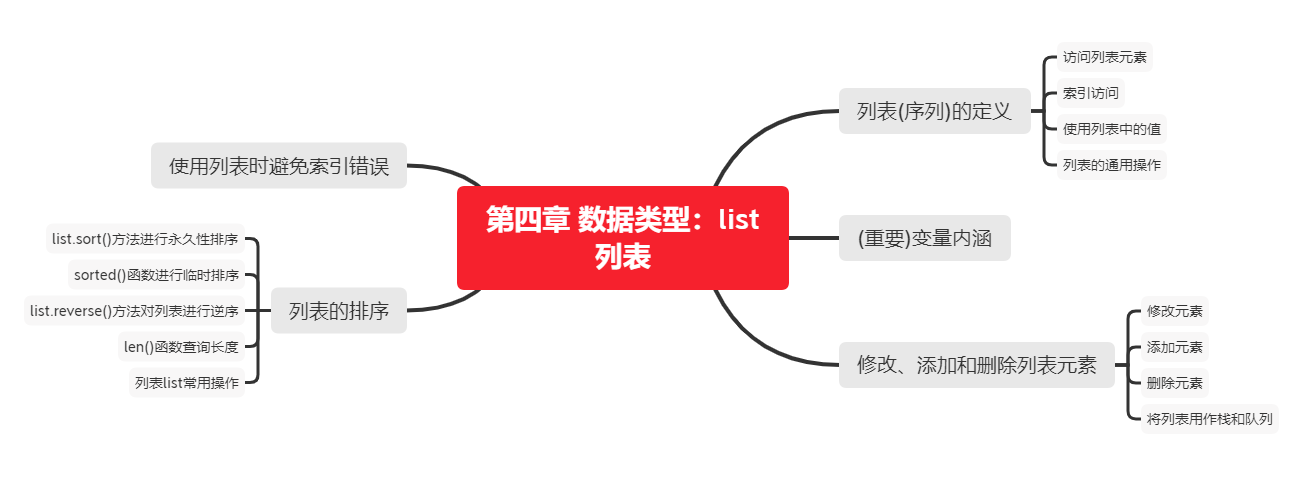 第四章 数据类型：list
列表
列表(序列)的定义
访问列表元素
索引访问
使用列表中的值
列表的通用操作
(重要)变量内涵
修改、添加和删除列表元素
修改元素
添加元素
删除元素
将列表用作栈和队列
使用列表时避免索引错误
列表的排序
list.sort()方法进行永久性排序
sorted()函数进行临时排序
list.reverse()方法对列表进行逆序
len()函数查询长度
列表list常用操作